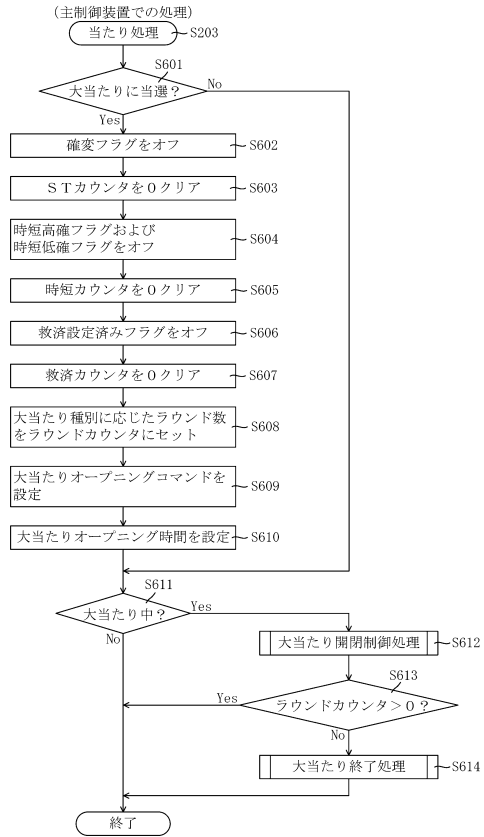 (主制御装置での処理)
当たり処理 S203
S601
大当たりに当選？
No
Yes
確変フラグをオフ S602
ＳＴカウンタを０クリア S603
時短高確フラグおよび
時短低確フラグをオフ S604
時短カウンタを０クリア S605
救済設定済みフラグをオフ S606
救済カウンタを０クリア S607
大当たり種別に応じたラウンド数
をラウンドカウンタにセット S608
大当たりオープニングコマンドを
設定 S609
大当たりオープニング時間を設定 S610
S611
大当たり中？
Yes
No
大当たり開閉制御処理 S612
S613
ラウンドカウンタ＞０？
Yes
No
大当たり終了処理 S614
終了